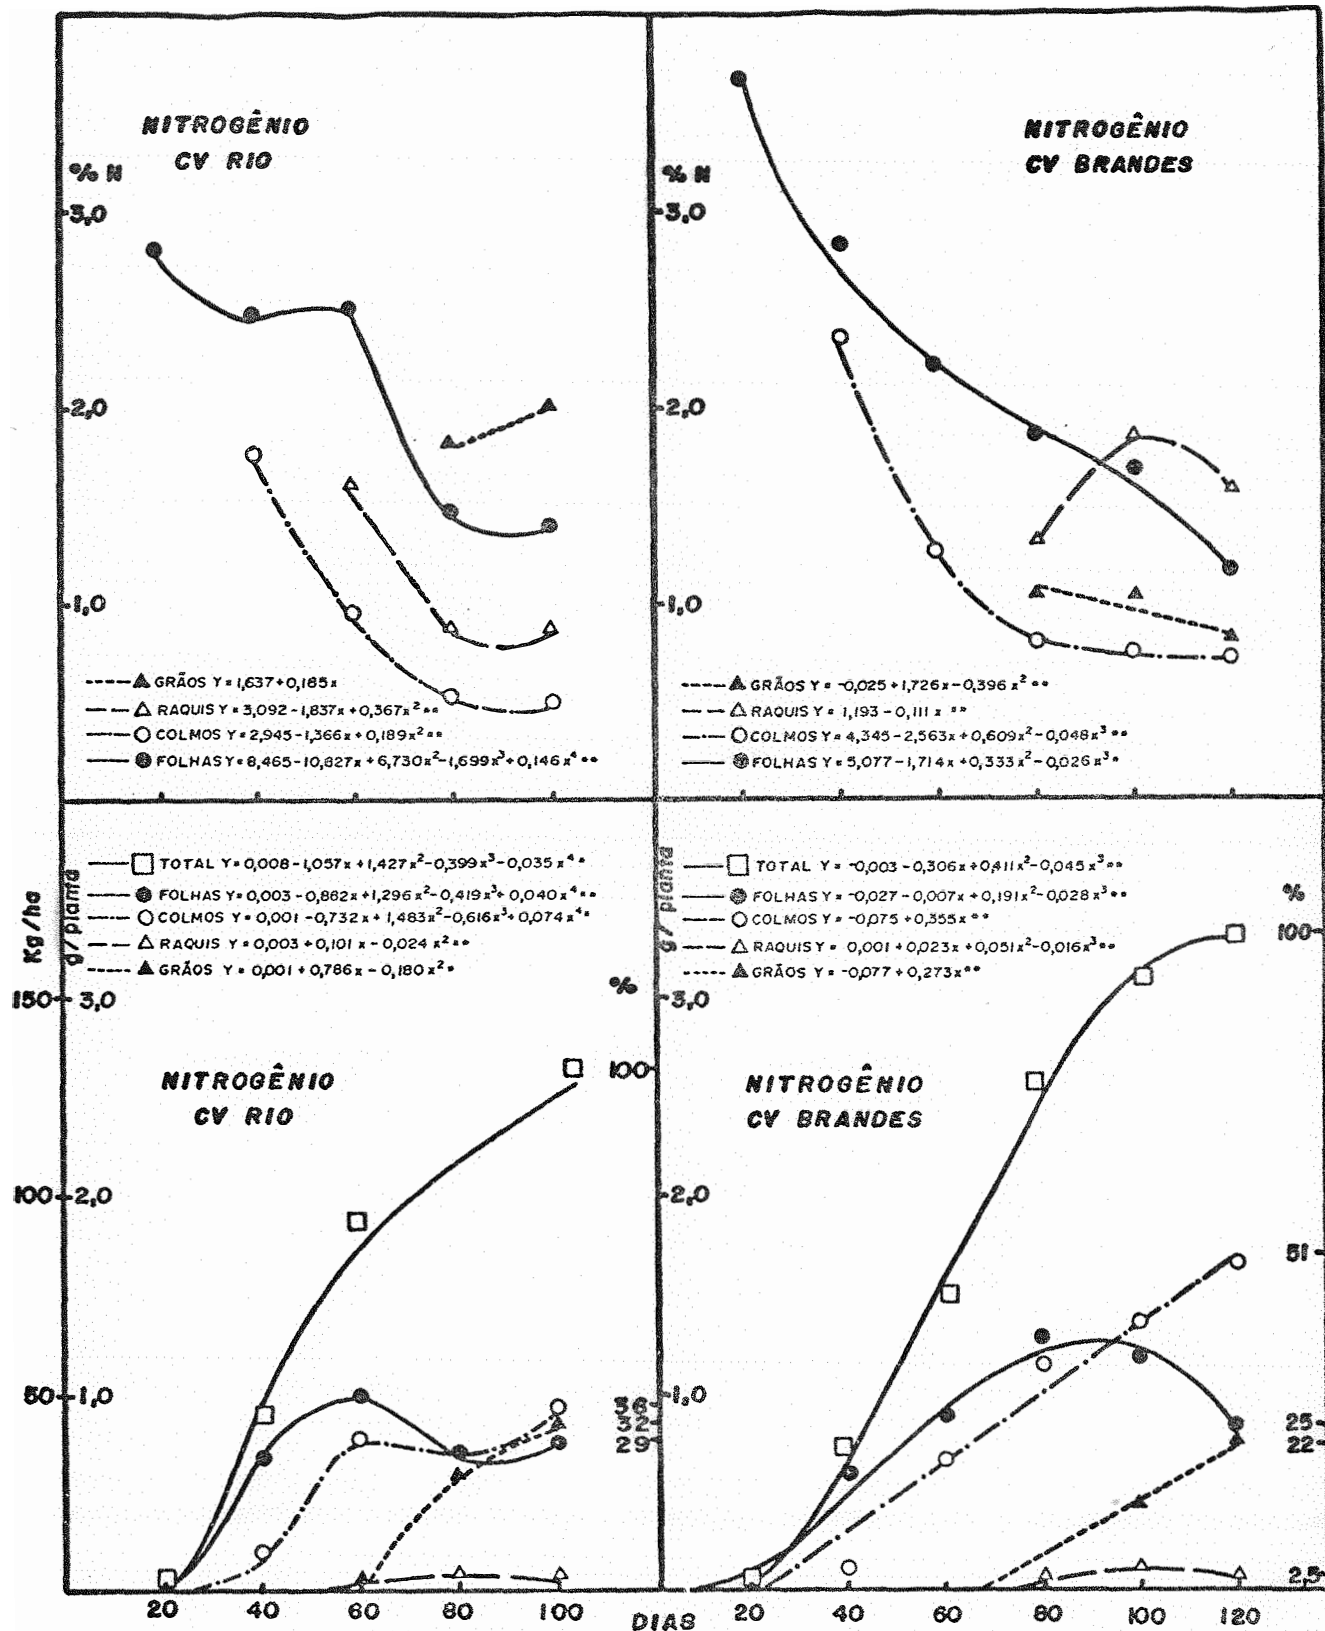 NITROGÊNIO
CV RIO
% N
3,0
2,0
1,0
GRÃOS Y = 1,637+0,185x
RAQUIS Y = 3,092-1,837x+0,367x² **
COLMOS Y = 2,945-1,366x+0,189x² **
FOLHAS Y = 8,465-10,827x+6,730x²-1,699x³+0,146x⁴ **
NITROGÊNIO
CV BRANDES
% N
3,0
2,0
1,0
GRÃOS Y = -0,025+1,726x-0,396x² **
RAQUIS Y = 1,193-0,111x **
COLMOS Y = 4,345-2,563x+0,609x²-0,048x³ **
FOLHAS Y = 5,077-1,714x+0,333x²-0,026x³ *
TOTAL Y = 0,008-1,057x+1,427x²-0,399x³-0,035x⁴ *
FOLHAS Y = 0,003-0,862x+1,296x²-0,419x³+0,040x⁴ **
COLMOS Y = 0,001-0,732x+1,483x²-0,616x³+0,074x⁴ *
RAQUIS Y = 0,003+0,101x-0,024x² **
GRÃOS Y = 0,001+0,786x-0,180x² *
Kg/ha
g/planta
150
3,0
100
2,0
50
1,0
%
100
36
32
29
NITROGÊNIO
CV RIO
20 40 60 80 100
DIAS
TOTAL Y = -0,003-0,306x+0,411x²-0,045x³ **
FOLHAS Y = -0,027-0,007x+0,191x²-0,028x³ **
COLMOS Y = -0,075+0,355x **
RAQUIS Y = 0,001+0,023x+0,051x²-0,016x³ **
GRÃOS Y = -0,077+0,273x **
g/planta
3,0
2,0
1,0
%
100
51
25
22
2,5
NITROGÊNIO
CV BRANDES
20 40 60 80 100 120